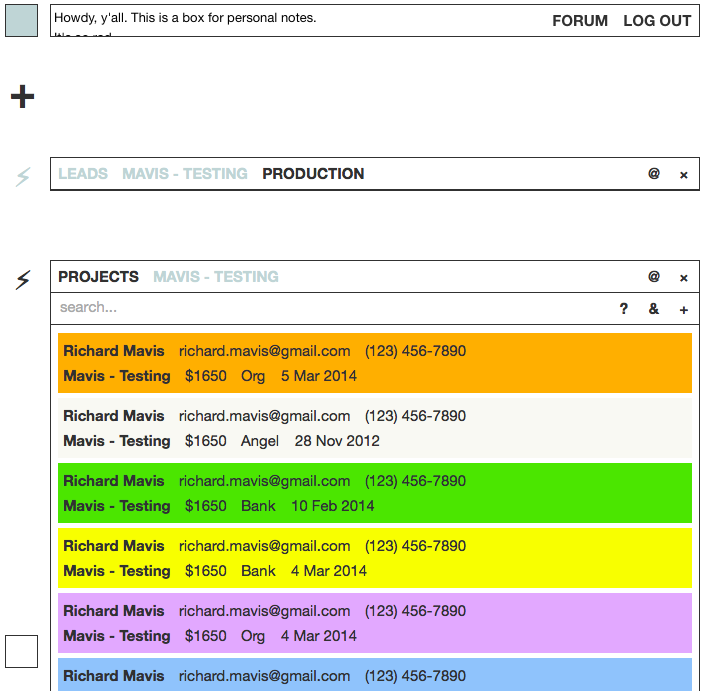 Howdy, y'all. This is a box for personal notes.
It's so rad
FORUM LOG OUT
+
⚡ LEADS MAVIS - TESTING PRODUCTION @ ×
⚡ PROJECTS MAVIS - TESTING @ ×
search... ? & +
Richard Mavis richard.mavis@gmail.com (123) 456-7890
Mavis - Testing $1650 Org 5 Mar 2014
Richard Mavis richard.mavis@gmail.com (123) 456-7890
Mavis - Testing $1650 Angel 28 Nov 2012
Richard Mavis richard.mavis@gmail.com (123) 456-7890
Mavis - Testing $1650 Bank 10 Feb 2014
Richard Mavis richard.mavis@gmail.com (123) 456-7890
Mavis - Testing $1650 Bank 4 Mar 2014
Richard Mavis richard.mavis@gmail.com (123) 456-7890
Mavis - Testing $1650 Org 4 Mar 2014
Richard Mavis richard.mavis@gmail.com (123) 456-7890